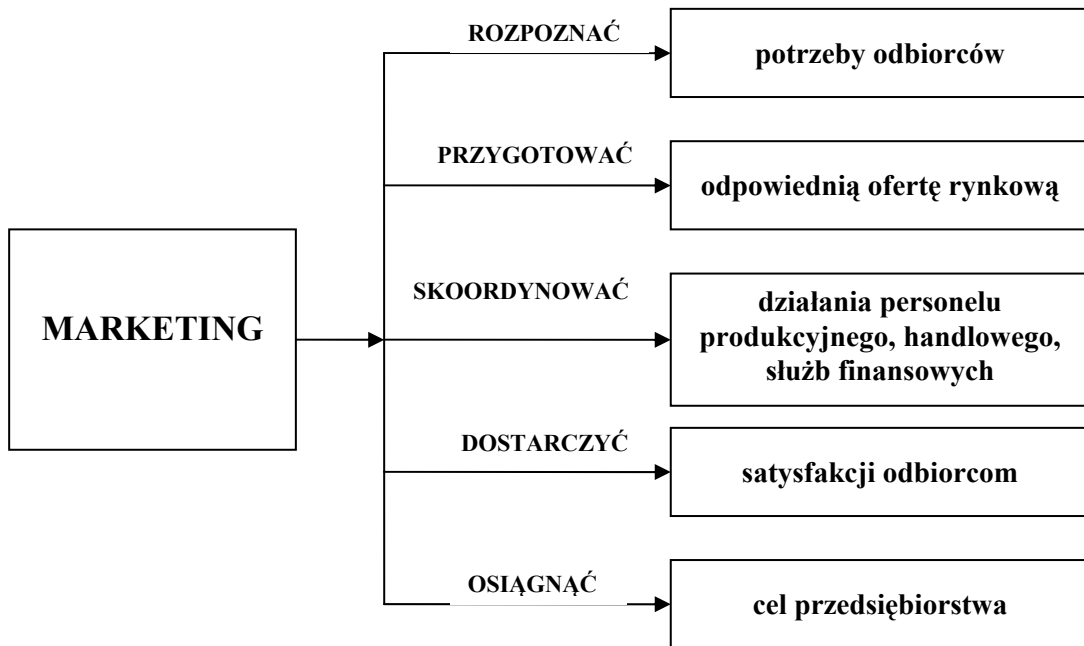 ROZPOZNAĆ
potrzeby odbiorców
PRZYGOTOWAĆ
odpowiednią ofertę rynkową
MARKETING
SKOORDYNOWAĆ
działania personelu
produkcyjnego, handlowego,
służb finansowych
DOSTARCZYĆ
satysfakcji odbiorcom
OSIĄGNĄĆ
cel przedsiębiorstwa